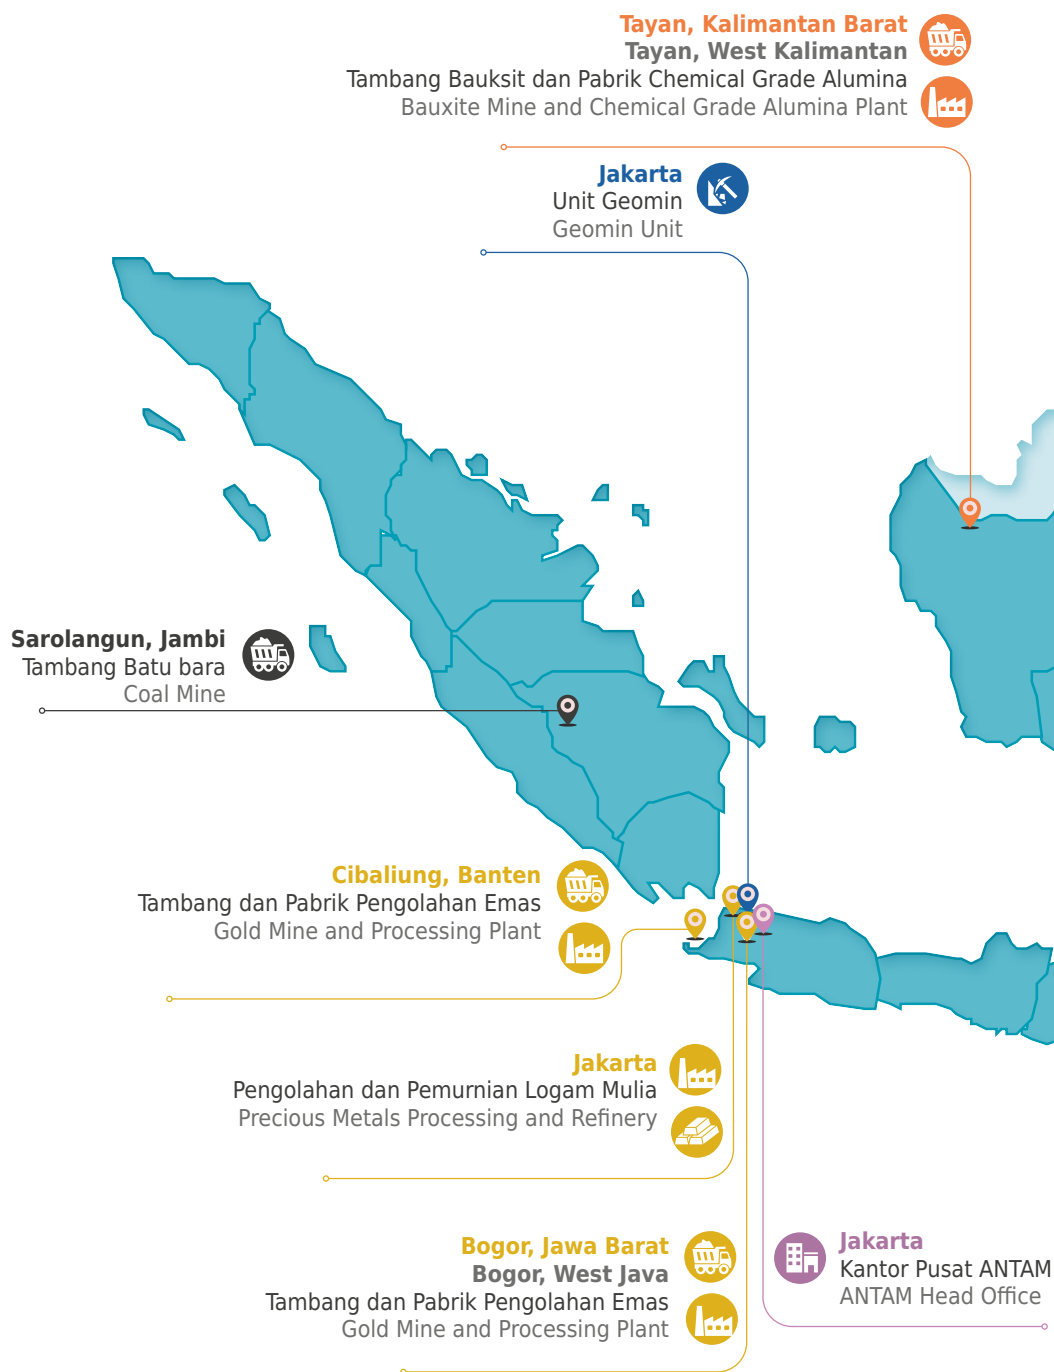 Tayan, Kalimantan Barat
Tayan, West Kalimantan
Tambang Bauksit dan Pabrik Chemical Grade Alumina
Bauxite Mine and Chemical Grade Alumina Plant
Jakarta
Unit Geomin
Geomin Unit
Sarolangun, Jambi
Tambang Batu bara
Coal Mine
Cibaliung, Banten
Tambang dan Pabrik Pengolahan Emas
Gold Mine and Processing Plant
Jakarta
Pengolahan dan Pemurnian Logam Mulia
Precious Metals Processing and Refinery
Bogor, Jawa Barat
Bogor, West Java
Tambang dan Pabrik Pengolahan Emas
Gold Mine and Processing Plant
Jakarta
Kantor Pusat ANTAM
ANTAM Head Office